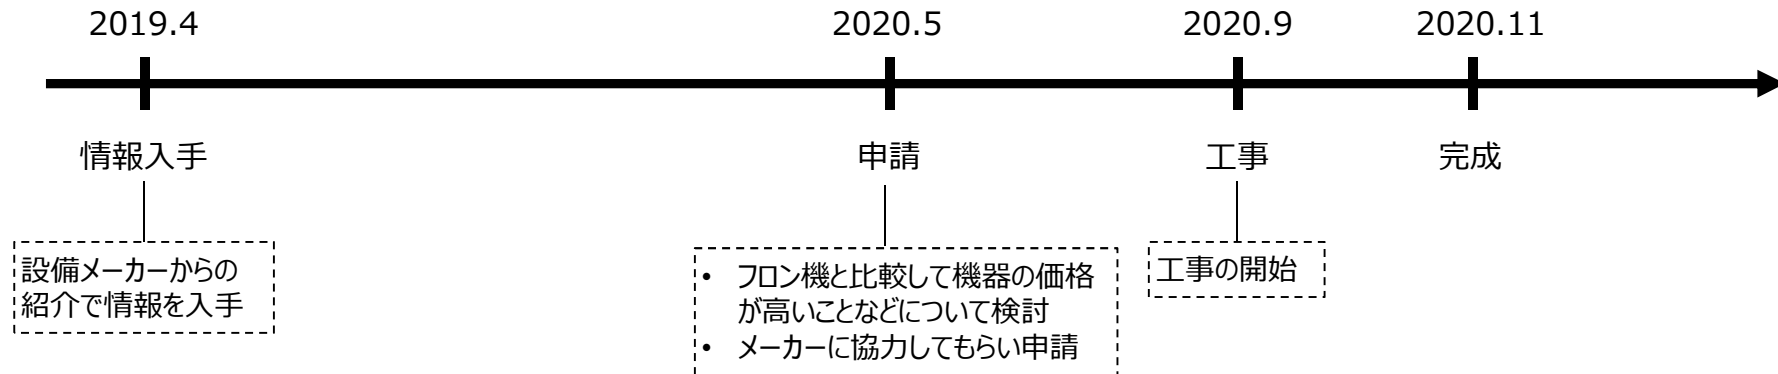 2019.4
2020.5
2020.9
2020.11
情報入手
申請
工事
完成
設備メーカーからの
紹介で情報を入手
• フロン機と比較して機器の価格
が高いことなどについて検討
• メーカーに協力してもらい申請
工事の開始